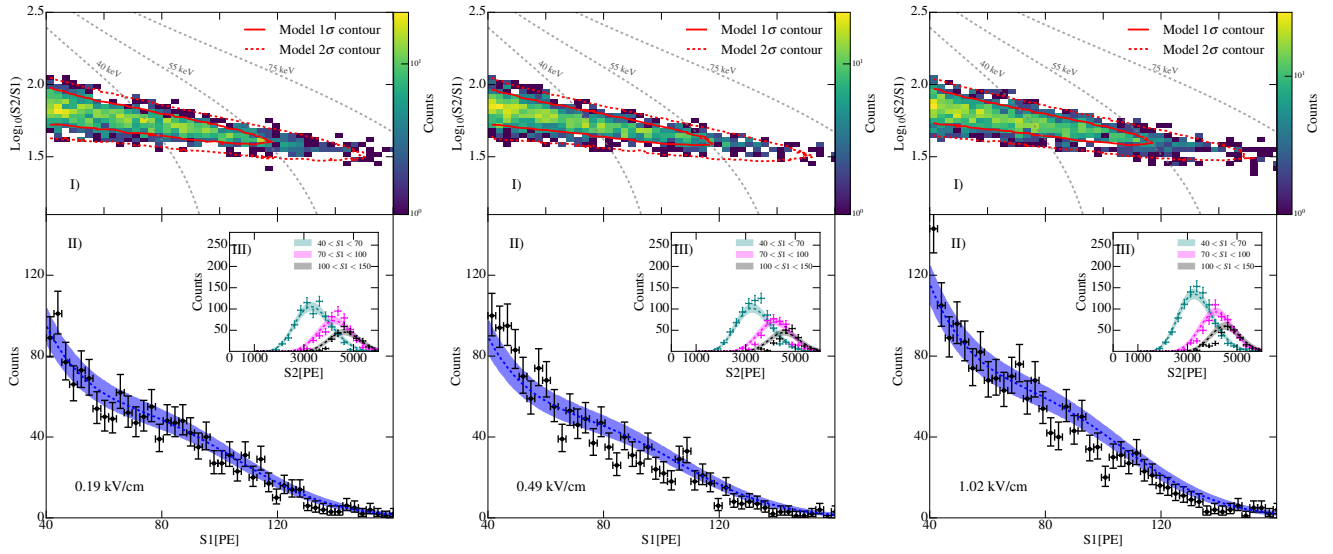 2.5
2.0
1.5
Log₁₀(S2/S1)
Model 1σ contour
Model 2σ contour
40 keV
55 keV
75 keV
I)
10¹
10⁰
Counts
II)
III)
250
200
150
100
50
0 1000 3000 5000
Counts
S2[PE]
40 < S1 < 70
70 < S1 < 100
100 < S1 < 150
120
80
40
0
Counts
0.19 kV/cm
40 80 120
S1[PE]
2.5
2.0
1.5
Log₁₀(S2/S1)
Model 1σ contour
Model 2σ contour
40 keV
55 keV
75 keV
I)
10¹
10⁰
Counts
II)
III)
250
200
150
100
50
0 1000 3000 5000
Counts
S2[PE]
40 < S1 < 70
70 < S1 < 100
100 < S1 < 150
120
80
40
0
Counts
0.49 kV/cm
40 80 120
S1[PE]
2.5
2.0
1.5
Log₁₀(S2/S1)
Model 1σ contour
Model 2σ contour
40 keV
55 keV
75 keV
I)
10¹
10⁰
Counts
II)
III)
250
200
150
100
50
0 1000 3000 5000
Counts
S2[PE]
40 < S1 < 70
70 < S1 < 100
100 < S1 < 150
120
80
40
0
Counts
1.02 kV/cm
40 80 120
S1[PE]